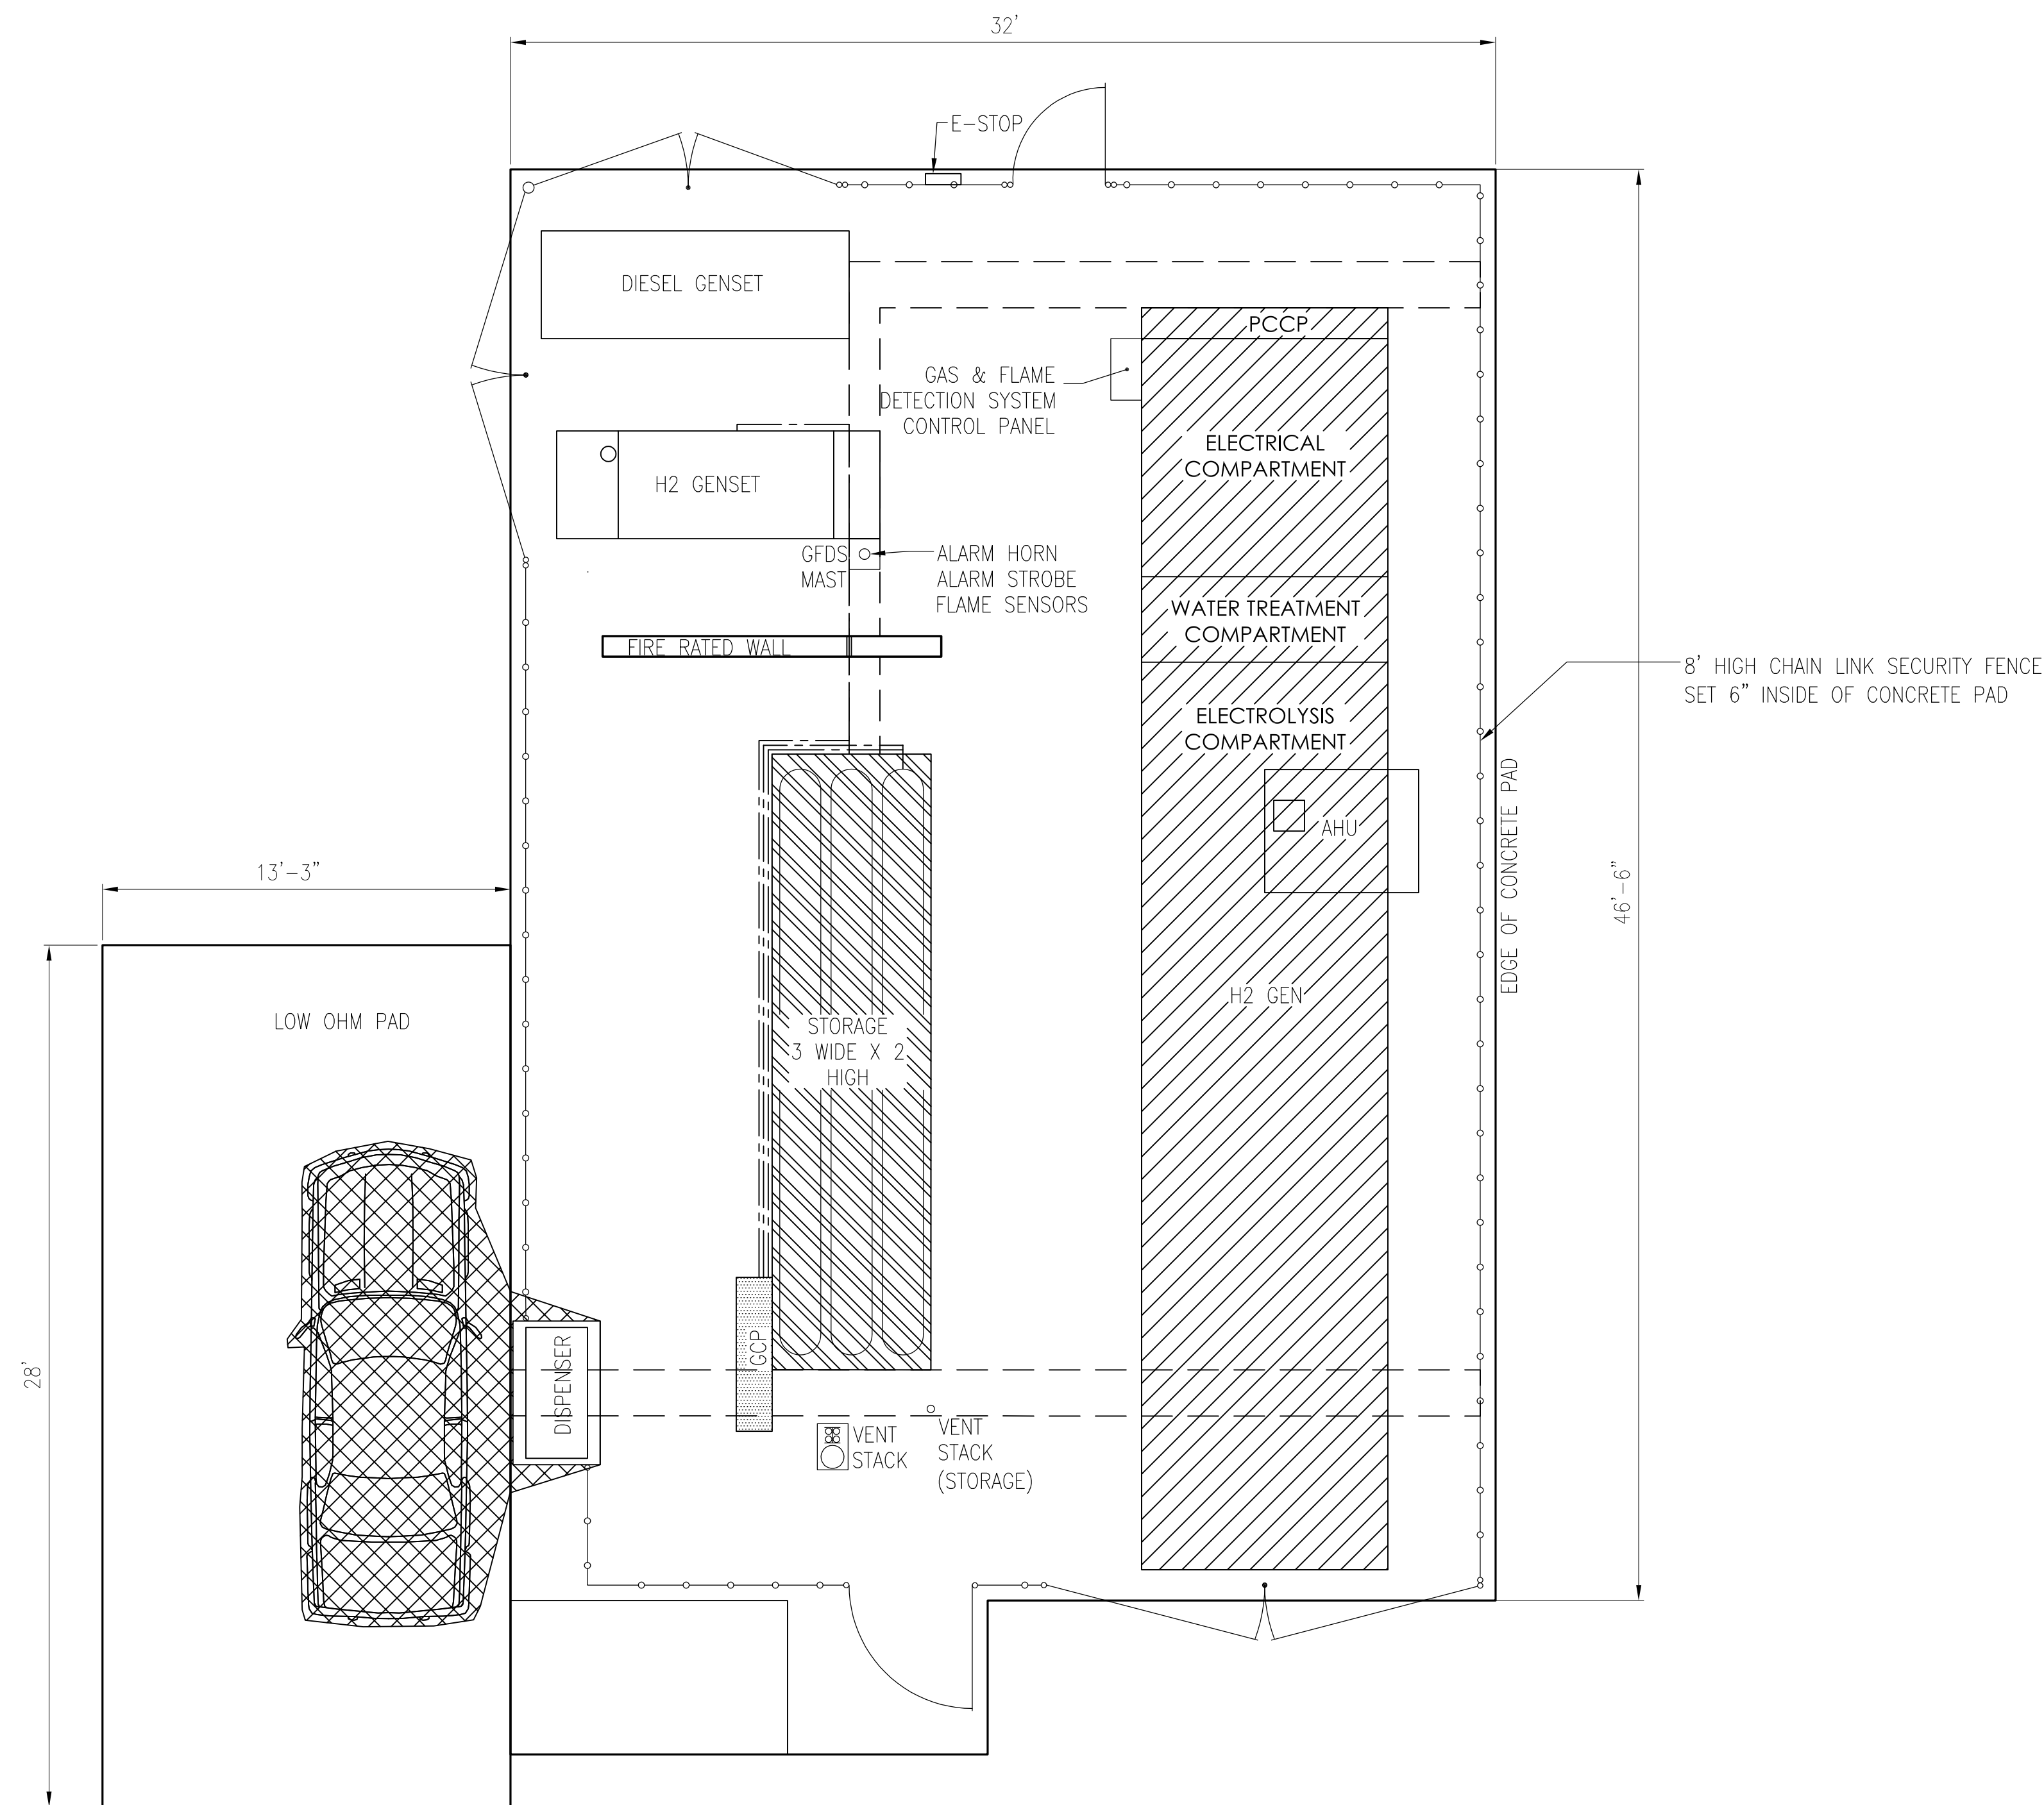 32'
E-STOP
DIESEL GENSET
PCCP
GAS & FLAME
DETECTION SYSTEM
CONTROL PANEL
ELECTRICAL
COMPARTMENT
H2 GENSET
GFDS
MAST
ALARM HORN
ALARM STROBE
FLAME SENSORS
WATER TREATMENT
COMPARTMENT
FIRE RATED WALL
8' HIGH CHAIN LINK SECURITY FENCE
SET 6" INSIDE OF CONCRETE PAD
ELECTROLYSIS
COMPARTMENT
AHU
EDGE OF CONCRETE PAD
46'-6"
13'-3"
H2 GEN
LOW OHM PAD
STORAGE
3 WIDE X 2
HIGH
28'
DISPENSER
GCP
VENT
STACK
VENT
STACK
(STORAGE)